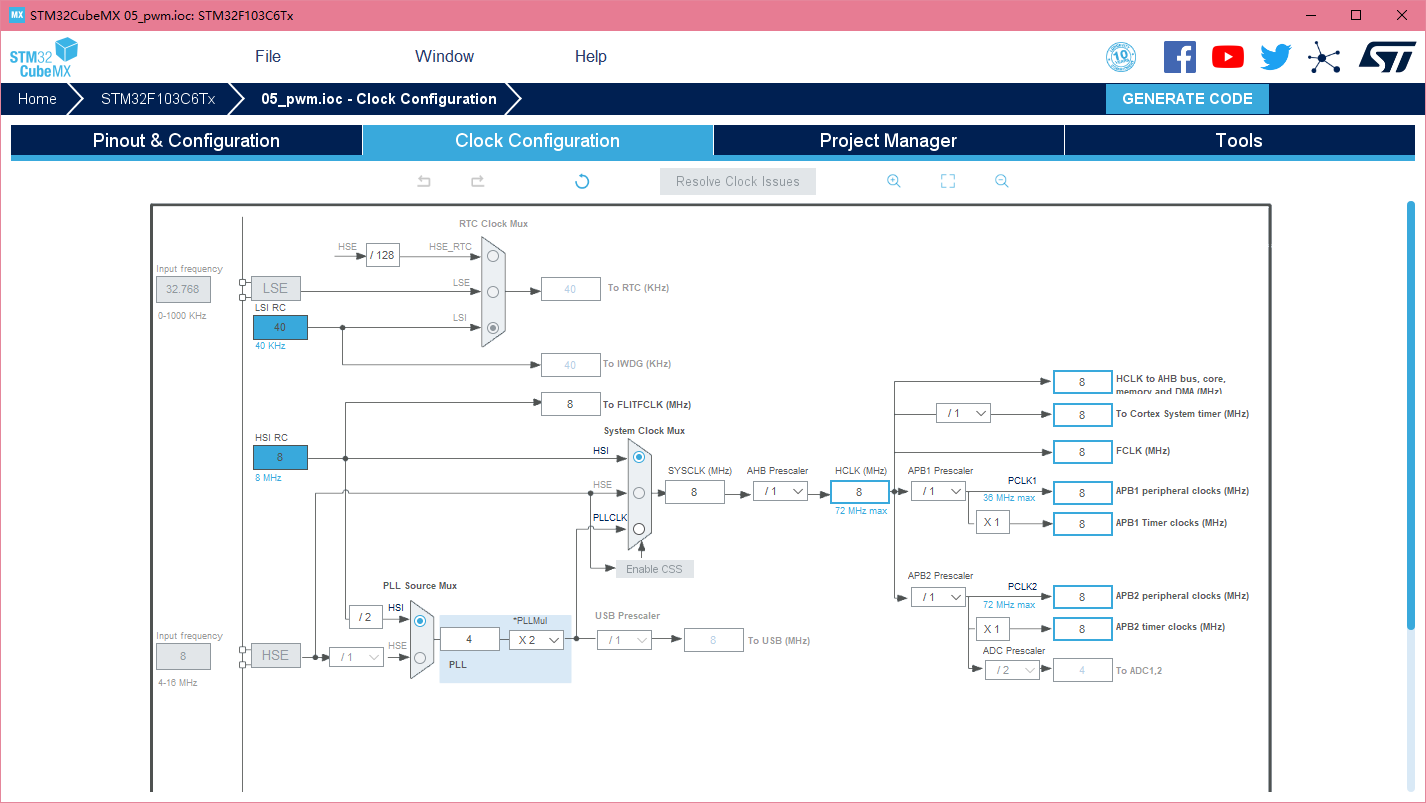 MX STM32CubeMX 05_pwm.ioc: STM32F103C6Tx
STM32
CubeMX
File Window Help
10
ST
Home STM32F103C6Tx 05_pwm.ioc - Clock Configuration GENERATE CODE
Pinout & Configuration Clock Configuration Project Manager Tools
Resolve Clock Issues
RTC Clock Mux
HSE / 128 HSE_RTC
Input frequency
32.768 LSE LSE 40 To RTC (KHz)
0-1000 KHz
LSI RC
LSI
40
40 KHz
40 To IWDG (KHz)
8 To FLITFCLK (MHz)
System Clock Mux
HSI RC
8
8 MHz
HSI
HSE
PLLCLK
Enable CSS
SYSCLK (MHz) AHB Prescaler HCLK (MHz)
8 / 1 8
72 MHz max
8 HCLK to AHB bus, core,
memory and DMA (MHz)
/ 1 8 To Cortex System timer (MHz)
8 FCLK (MHz)
APB1 Prescaler
/ 1 PCLK1 8 APB1 peripheral clocks (MHz)
36 MHz max
X 1 8 APB1 Timer clocks (MHz)
APB2 Prescaler
/ 1 PCLK2 8 APB2 peripheral clocks (MHz)
72 MHz max
X 1 8 APB2 timer clocks (MHz)
ADC Prescaler
/ 2 4 To ADC1,2
PLL Source Mux
/ 2 HSI
*PLLMul
4 X 2
PLL
USB Prescaler
/ 1 8 To USB (MHz)
Input frequency
8 HSE / 1 HSE
4-16 MHz